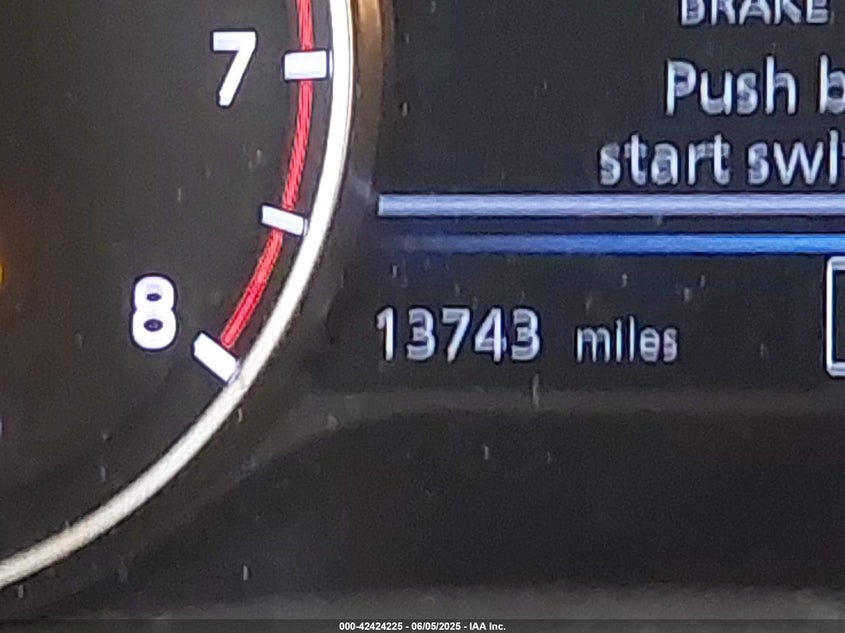 7
8
BRAKE
Push b
start swi
13743 miles
000-42424225 - 06/05/2025 - IAA Inc.